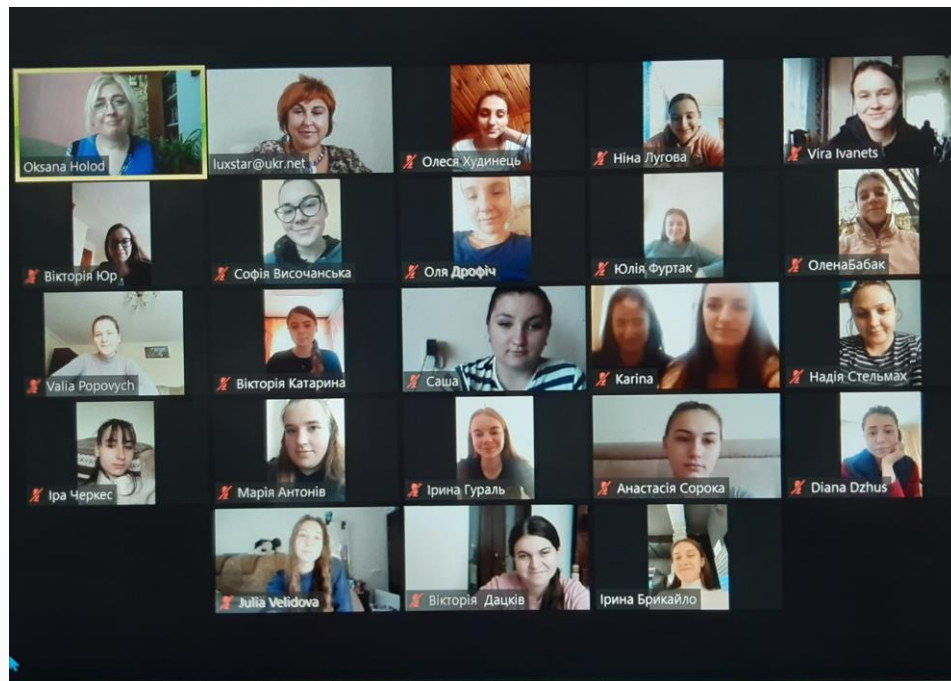 Oksana Holod
luxstar@ukr.net
Олеся Худинець
Ніна Лугова
Vira Ivanets
Вікторія Юр
Софія Височанська
Оля Дрофіч
Юлія Фуртак
ОленаБабак
Valia Popovych
Вікторія Катарина
Саша
Karina
Надія Стельмах
Іра Черкес
Марія Антонів
Ірина Гураль
Анастасія Сорока
Diana Dzhus
Julia Velidova
Вікторія Дацків
Ірина Брикайло